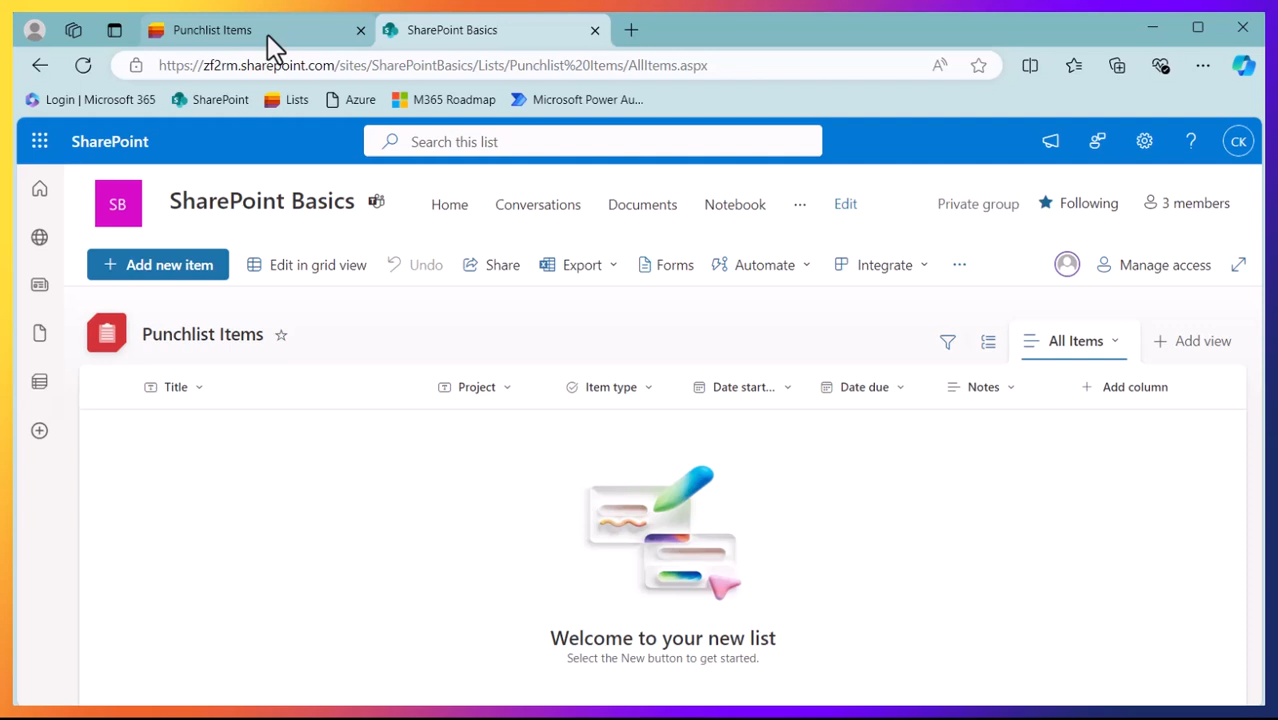 Punchlist Items
SharePoint Basics
https://zf2rm.sharepoint.com/sites/SharePointBasics/Lists/Punchlist%20Items/AllItems.aspx
Login | Microsoft 365 SharePoint Lists Azure M365 Roadmap Microsoft Power Au...
SharePoint Search this list CK
SB SharePoint Basics Home Conversations Documents Notebook ... Edit Private group Following 3 members
+ Add new item Edit in grid view Undo Share Export Forms Automate Integrate ... Manage access
Punchlist Items All Items + Add view
Title Project Item type Date start... Date due Notes + Add column
Welcome to your new list
Select the New button to get started.